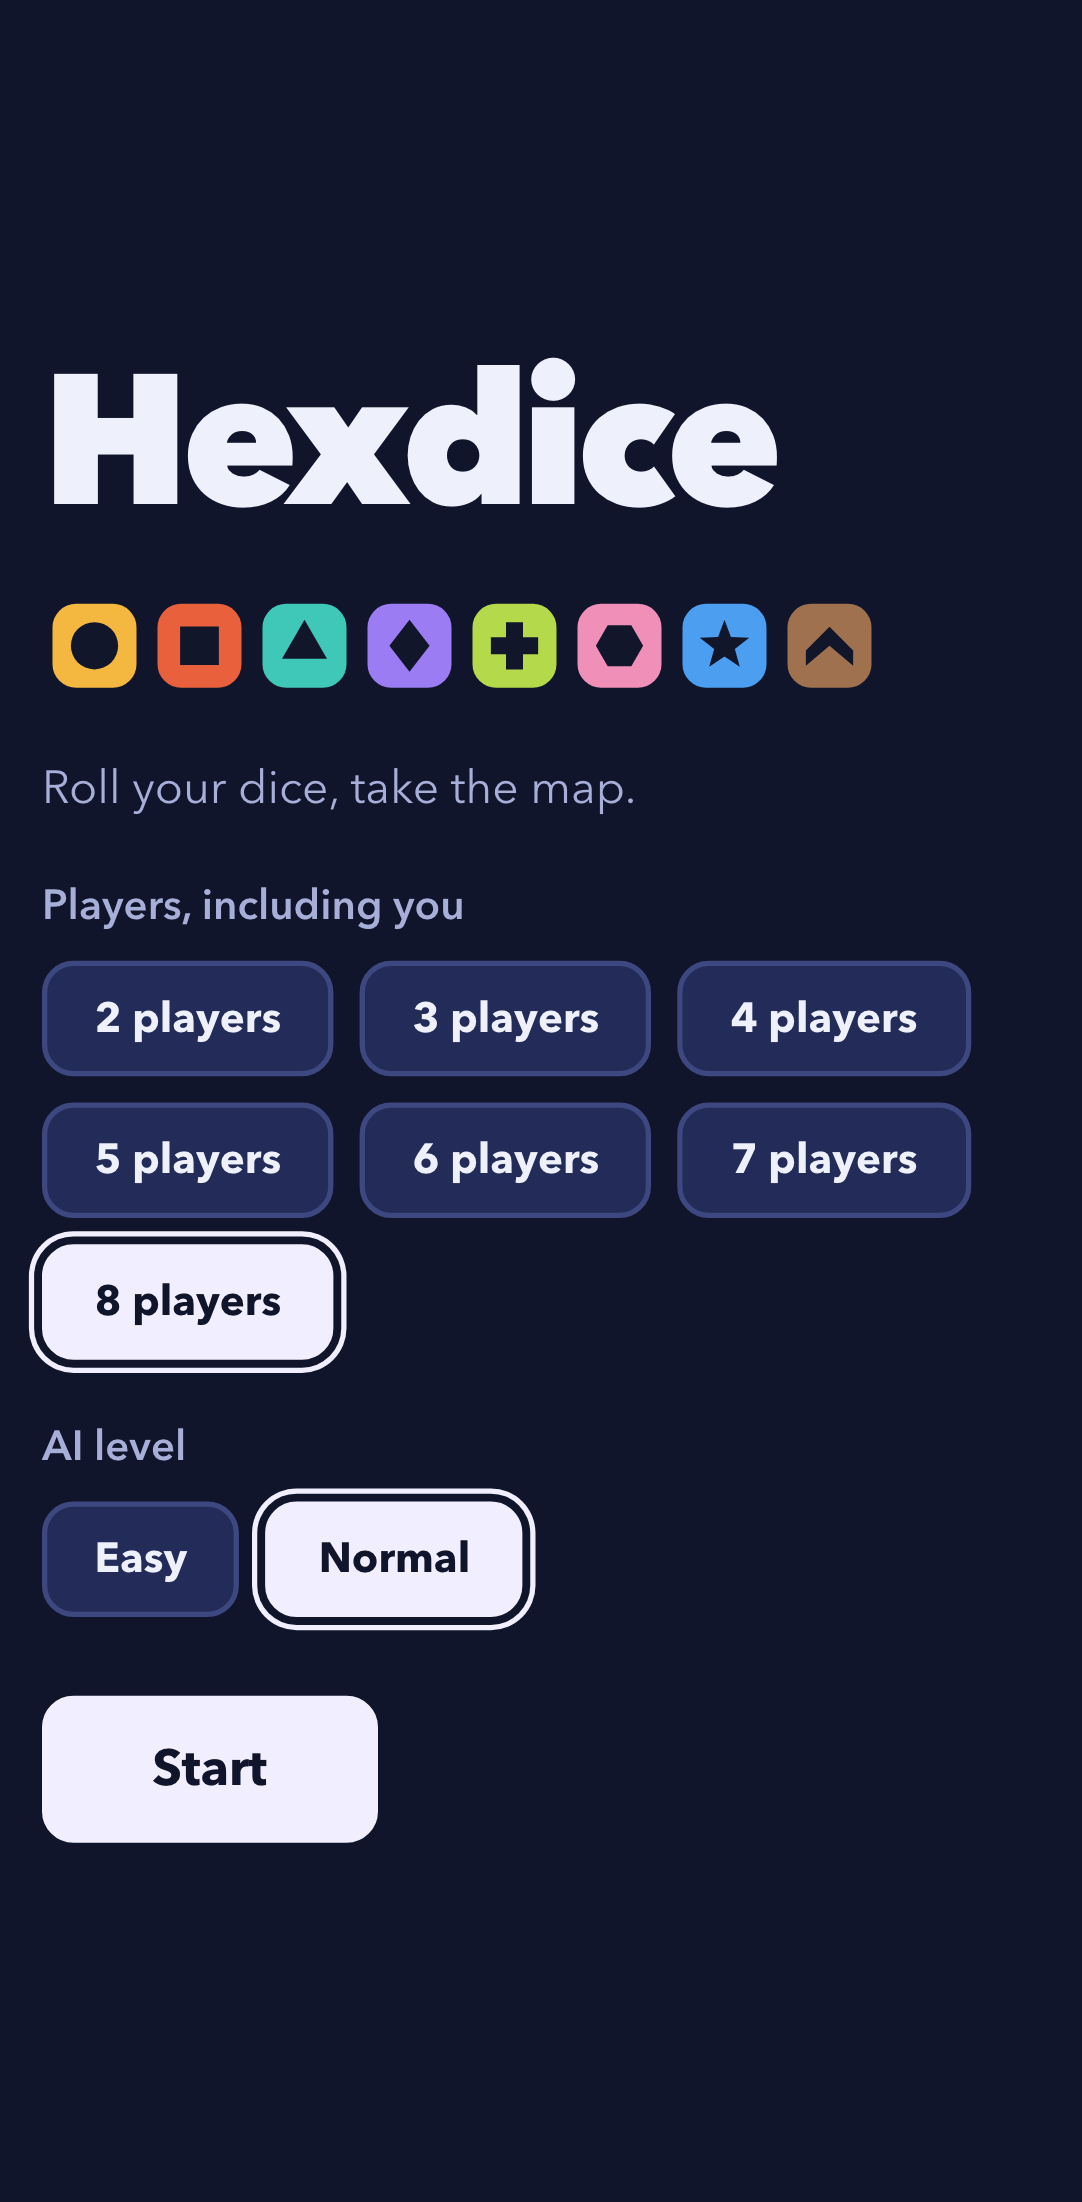 Hexdice
Roll your dice, take the map.
Players, including you
2 players 3 players 4 players
5 players 6 players 7 players
8 players
AI level
Easy Normal
Start